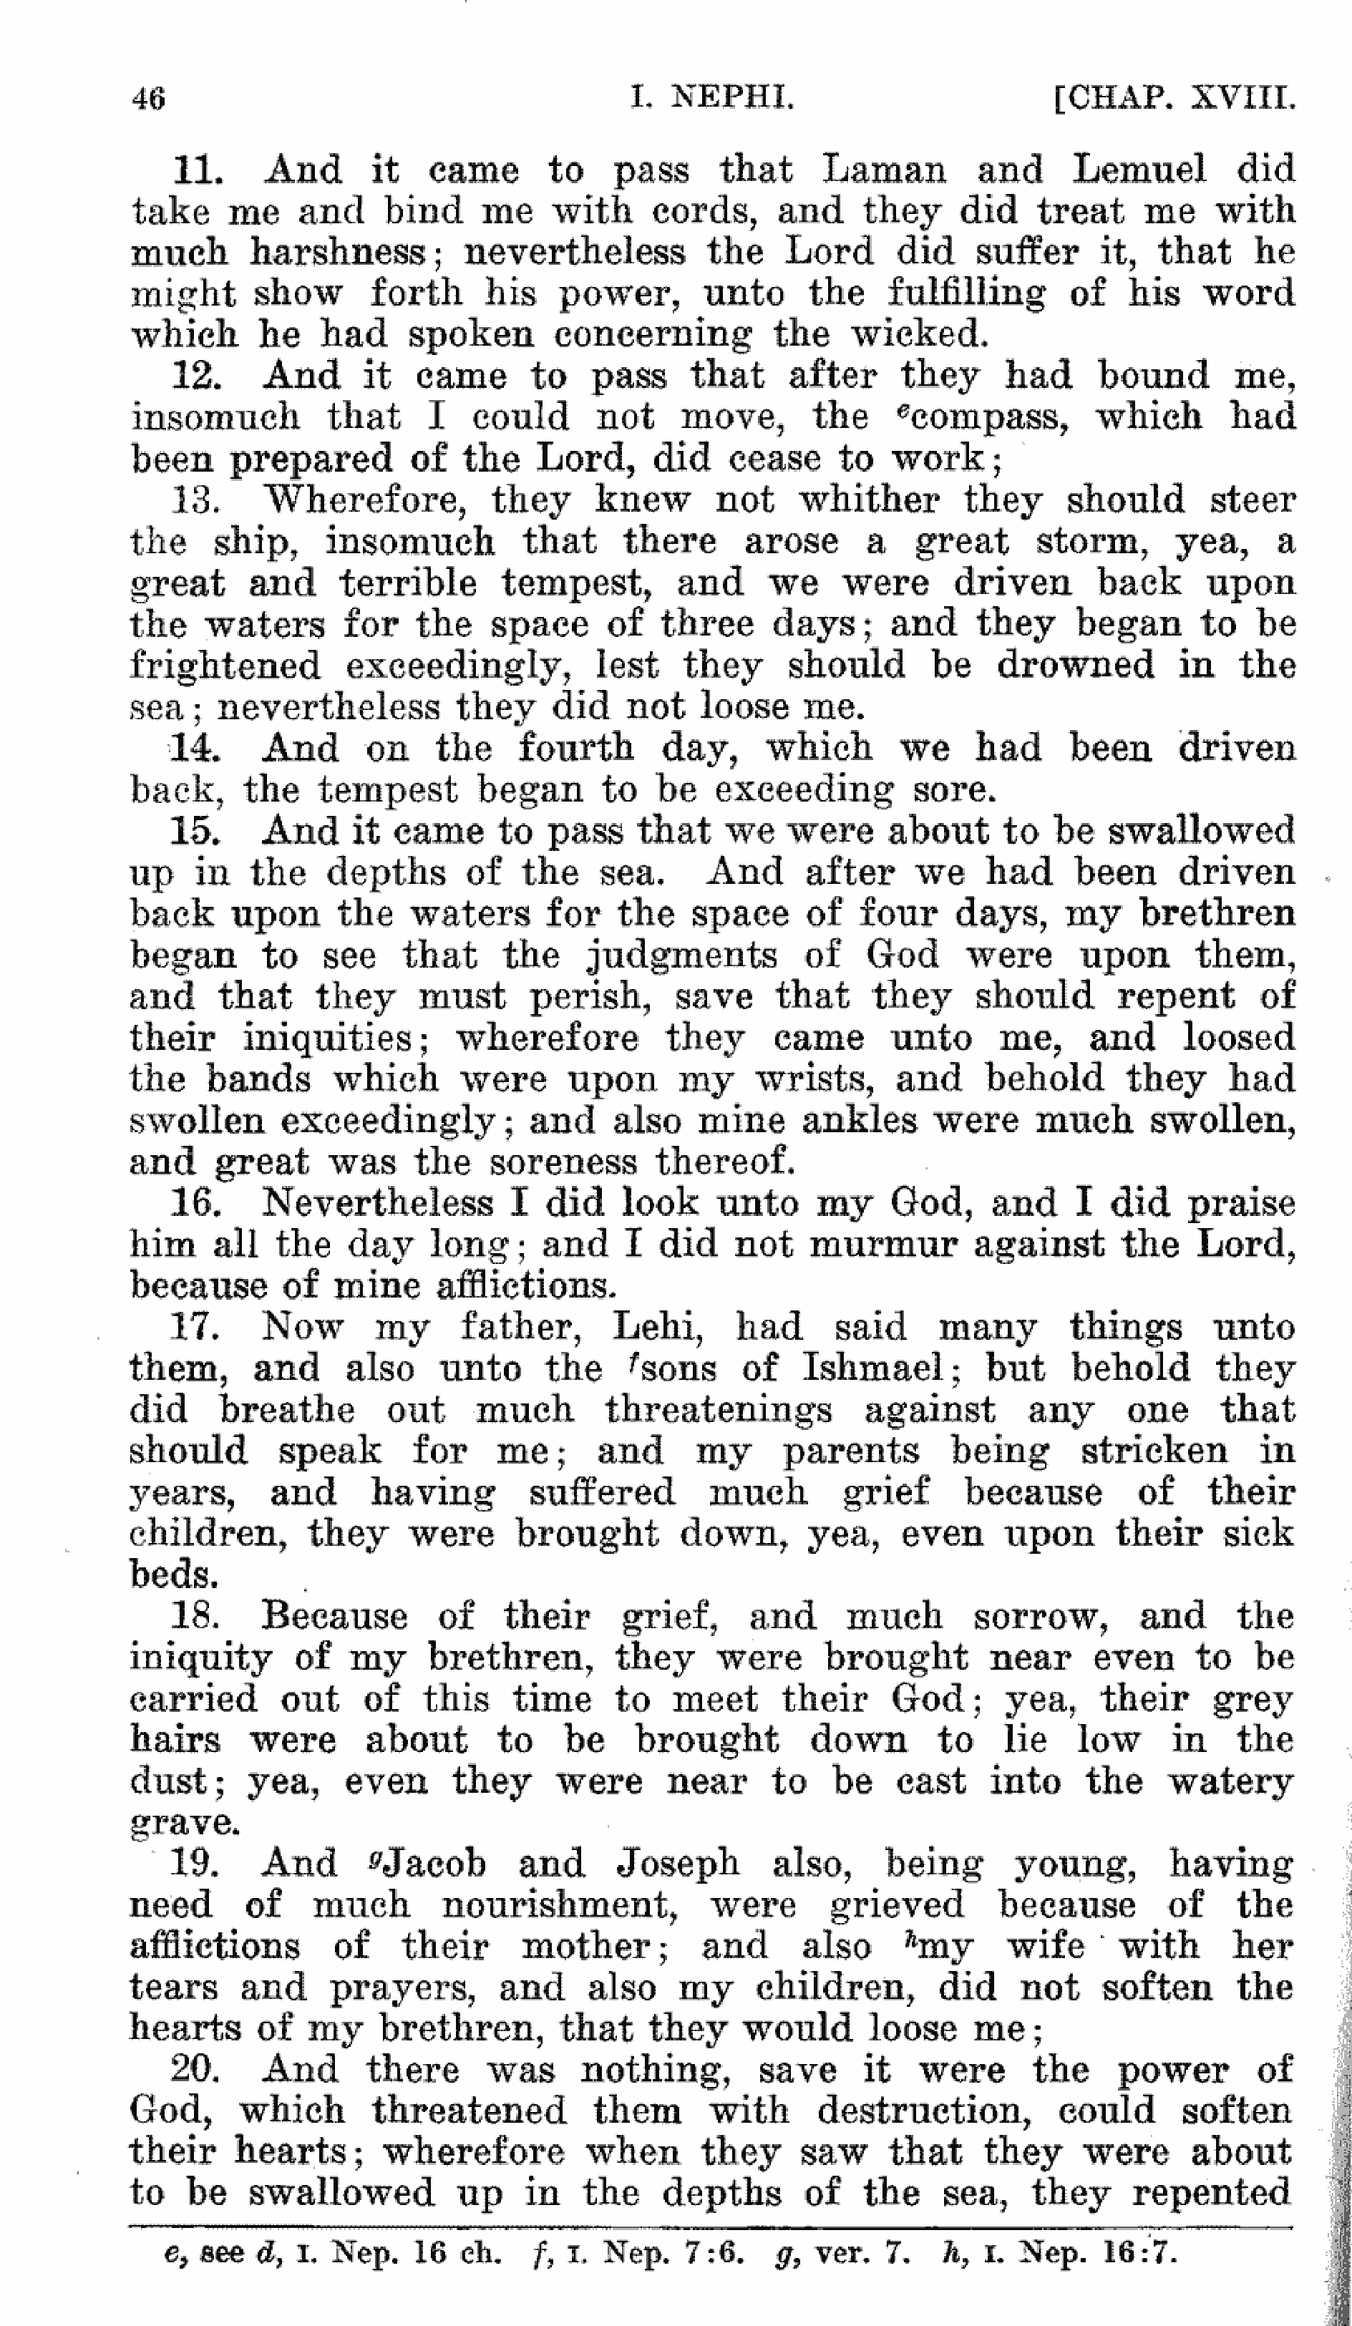 46 I. NEPHI. [CHAP. XVIII.
11. And it came to pass that Laman and Lemuel did
take me and bind me with cords, and they did treat me with
much harshness; nevertheless the Lord did suffer it, that he
might show forth his power, unto the fulfilling of his word
which he had spoken concerning the wicked.
12. And it came to pass that after they had bound me,
insomuch that I could not move, the ᵉcompass, which had
been prepared of the Lord, did cease to work;
13. Wherefore, they knew not whither they should steer
the ship, insomuch that there arose a great storm, yea, a
great and terrible tempest, and we were driven back upon
the waters for the space of three days; and they began to be
frightened exceedingly, lest they should be drowned in the
sea; nevertheless they did not loose me.
14. And on the fourth day, which we had been driven
back, the tempest began to be exceeding sore.
15. And it came to pass that we were about to be swallowed
up in the depths of the sea. And after we had been driven
back upon the waters for the space of four days, my brethren
began to see that the judgments of God were upon them,
and that they must perish, save that they should repent of
their iniquities; wherefore they came unto me, and loosed
the bands which were upon my wrists, and behold they had
swollen exceedingly; and also mine ankles were much swollen,
and great was the soreness thereof.
16. Nevertheless I did look unto my God, and I did praise
him all the day long; and I did not murmur against the Lord,
because of mine afflictions.
17. Now my father, Lehi, had said many things unto
them, and also unto the ᶠsons of Ishmael; but behold they
did breathe out much threatenings against any one that
should speak for me; and my parents being stricken in
years, and having suffered much grief because of their
children, they were brought down, yea, even upon their sick
beds.
18. Because of their grief, and much sorrow, and the
iniquity of my brethren, they were brought near even to be
carried out of this time to meet their God; yea, their grey
hairs were about to be brought down to lie low in the
dust; yea, even they were near to be cast into the watery
grave.
19. And ᵍJacob and Joseph also, being young, having
need of much nourishment, were grieved because of the
afflictions of their mother; and also ʰmy wife with her
tears and prayers, and also my children, did not soften the
hearts of my brethren, that they would loose me;
20. And there was nothing, save it were the power of
God, which threatened them with destruction, could soften
their hearts; wherefore when they saw that they were about
to be swallowed up in the depths of the sea, they repented
e, see d, I. Nep. 16 ch. f, I. Nep. 7:6. g, ver. 7. h, I. Nep. 16:7.